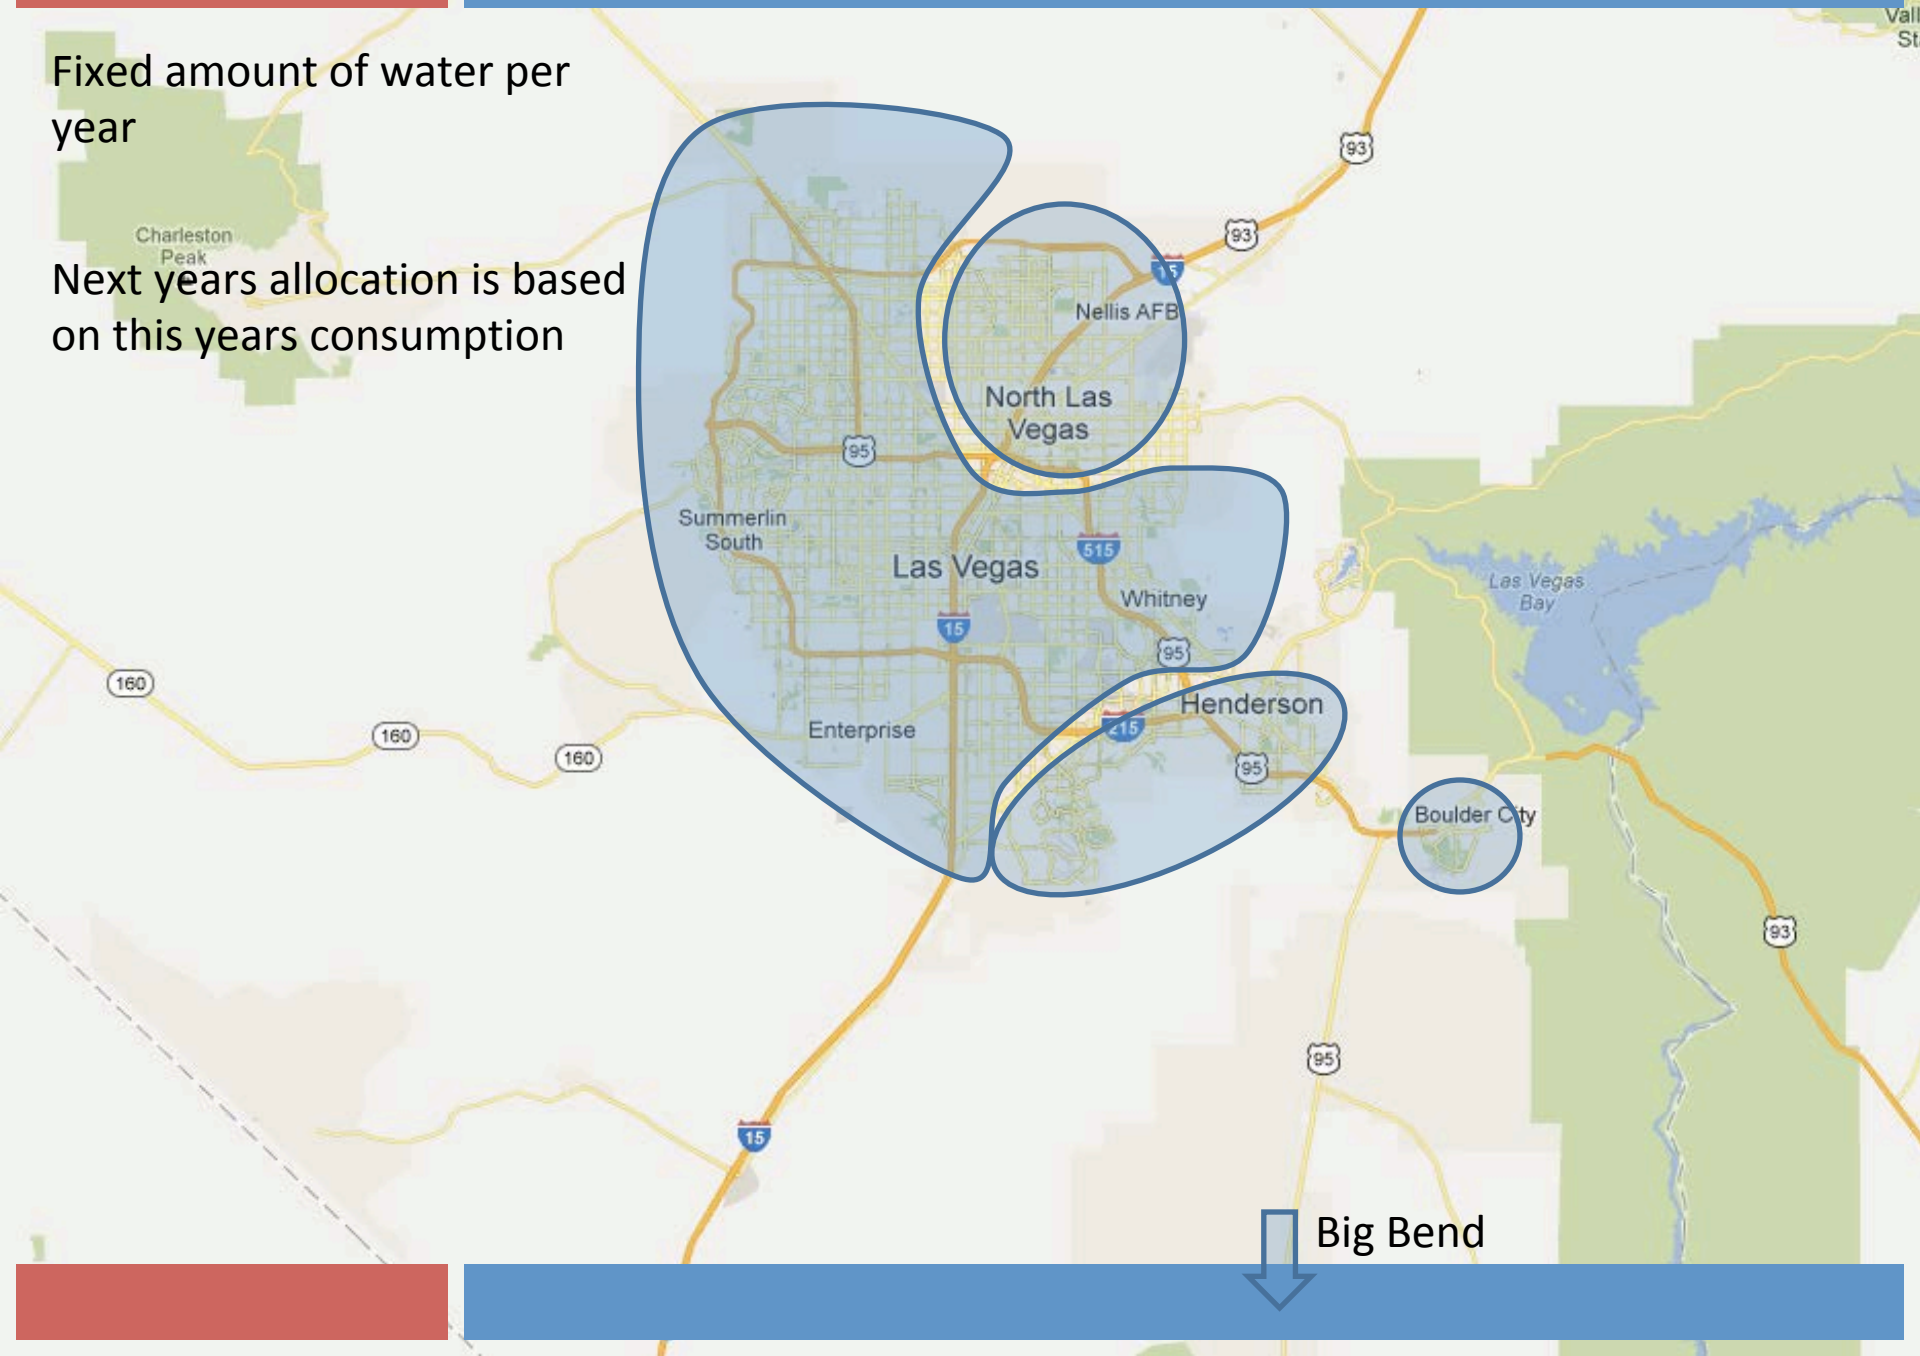 Vall
St
Fixed amount of water per
year
93
93
Charleston
Peak
Next years allocation is based
on this years consumption
15
Nellis AFB
North Las
Vegas
95
Summerlin
South
515
Las Vegas
Las Vegas
Bay
Whitney
15
95
160
Henderson
215
Enterprise
160
160
95
Boulder City
93
95
15
Big Bend